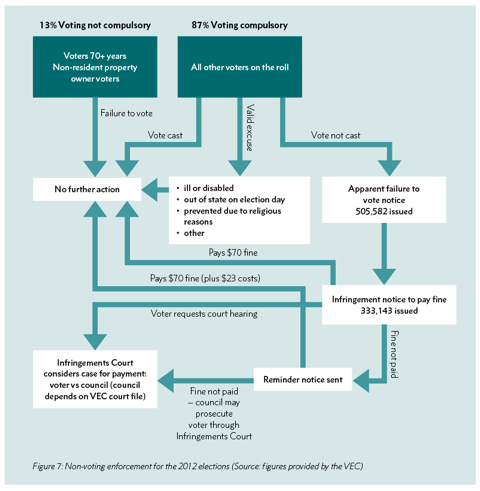 13% Voting not compulsory
87% Voting compulsory
Voters 70+ years
Non-resident property
owner voters
All other voters on the roll
Failure to vote
Vote cast
Valid excuse
Vote not cast
No further action
• ill or disabled
• out of state on election day
• prevented due to religious
reasons
• other
Apparent failure to
vote notice
505,582 issued
Pays $70 fine
Pays $70 fine (plus $23 costs)
Infringement notice to pay fine
333,143 issued
Voter requests court hearing
Fine not paid
Infringements Court
considers case for payment:
voter vs council (council
depends on VEC court file)
Reminder notice sent
Fine not paid
– council may
prosecute
voter through
Infringements Court
Figure 7: Non-voting enforcement for the 2012 elections (Source: figures provided by the VEC)